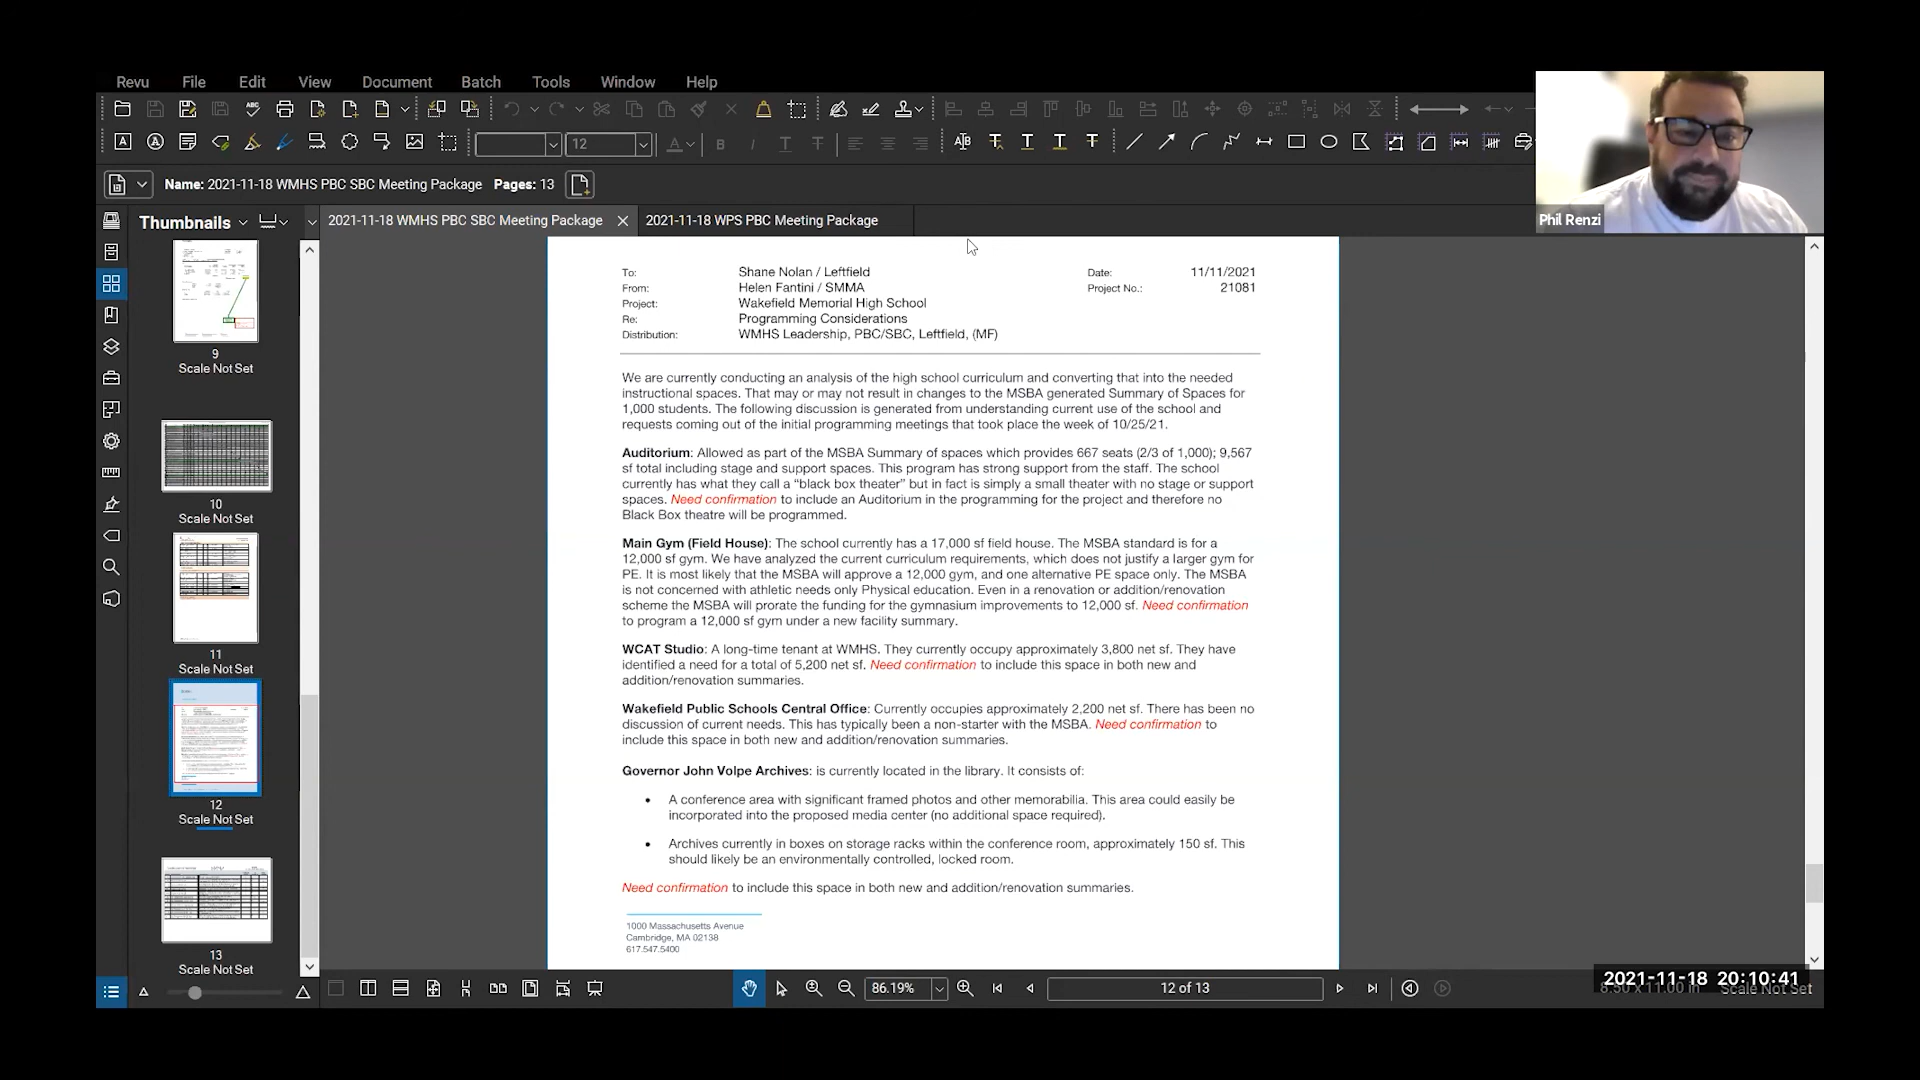 Revu File Edit View Document Batch Tools Window Help
12
Name: 2021-11-18 WMHS PBC SBC Meeting Package Pages: 13
Phil Renzi
Thumbnails
2021-11-18 WMHS PBC SBC Meeting Package
2021-11-18 WPS PBC Meeting Package
9
Scale Not Set
10
Scale Not Set
11
Scale Not Set
12
Scale Not Set
13
Scale Not Set
To: Shane Nolan / Leftfield Date: 11/11/2021
From: Helen Fantini / SMMA Project No.: 21081
Project: Wakefield Memorial High School
Re: Programming Considerations
Distribution: WMHS Leadership, PBC/SBC, Leftfield, (MF)
We are currently conducting an analysis of the high school curriculum and converting that into the needed
instructional spaces. That may or may not result in changes to the MSBA generated Summary of Spaces for
1,000 students. The following discussion is generated from understanding current use of the school and
requests coming out of the initial programming meetings that took place the week of 10/25/21.
Auditorium: Allowed as part of the MSBA Summary of spaces which provides 667 seats (2/3 of 1,000); 9,567
sf total including stage and support spaces. This program has strong support from the staff. The school
currently has what they call a “black box theater” but in fact is simply a small theater with no stage or support
spaces. Need confirmation to include an Auditorium in the programming for the project and therefore no
Black Box theatre will be programmed.
Main Gym (Field House): The school currently has a 17,000 sf field house. The MSBA standard is for a
12,000 sf gym. We have analyzed the current curriculum requirements, which does not justify a larger gym for
PE. It is most likely that the MSBA will approve a 12,000 gym, and one alternative PE space only. The MSBA
is not concerned with athletic needs only Physical education. Even in a renovation or addition/renovation
scheme the MSBA will prorate the funding for the gymnasium improvements to 12,000 sf. Need confirmation
to program a 12,000 sf gym under a new facility summary.
WCAT Studio: A long-time tenant at WMHS. They currently occupy approximately 3,800 net sf. They have
identified a need for a total of 5,200 net sf. Need confirmation to include this space in both new and
addition/renovation summaries.
Wakefield Public Schools Central Office: Currently occupies approximately 2,200 net sf. There has been no
discussion of current needs. This has typically been a non-starter with the MSBA. Need confirmation to
include this space in both new and addition/renovation summaries.
Governor John Volpe Archives: is currently located in the library. It consists of:
• A conference area with significant framed photos and other memorabilia. This area could easily be
incorporated into the proposed media center (no additional space required).
• Archives currently in boxes on storage racks within the conference room, approximately 150 sf. This
should likely be an environmentally controlled, locked room.
Need confirmation to include this space in both new and addition/renovation summaries.
1000 Massachusetts Avenue
Cambridge, MA 02138
617.547.5400
86.19%
12 of 13
2021-11-18 20:10:41
8.50 x 11.00 in Scale Not Set